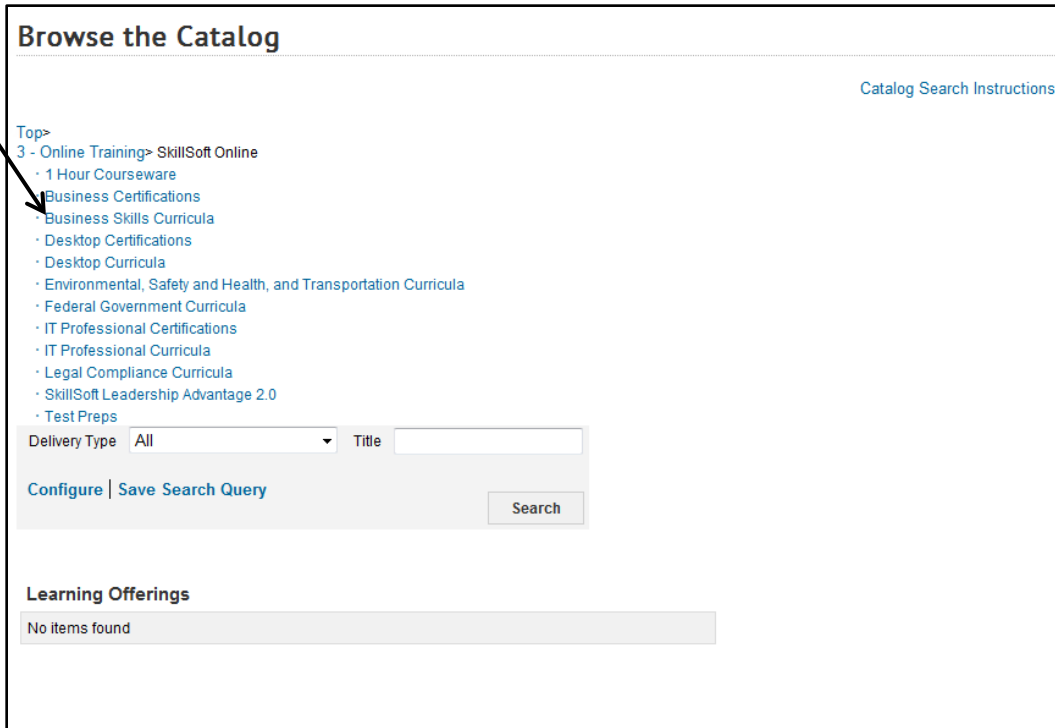 Browse the Catalog
Catalog Search Instructions
Top>
3 - Online Training> SkillSoft Online
· 1 Hour Courseware
· Business Certifications
· Business Skills Curricula
· Desktop Certifications
· Desktop Curricula
· Environmental, Safety and Health, and Transportation Curricula
· Federal Government Curricula
· IT Professional Certifications
· IT Professional Curricula
· Legal Compliance Curricula
· SkillSoft Leadership Advantage 2.0
· Test Preps
Delivery Type All Title
Configure | Save Search Query
Search
Learning Offerings
No items found